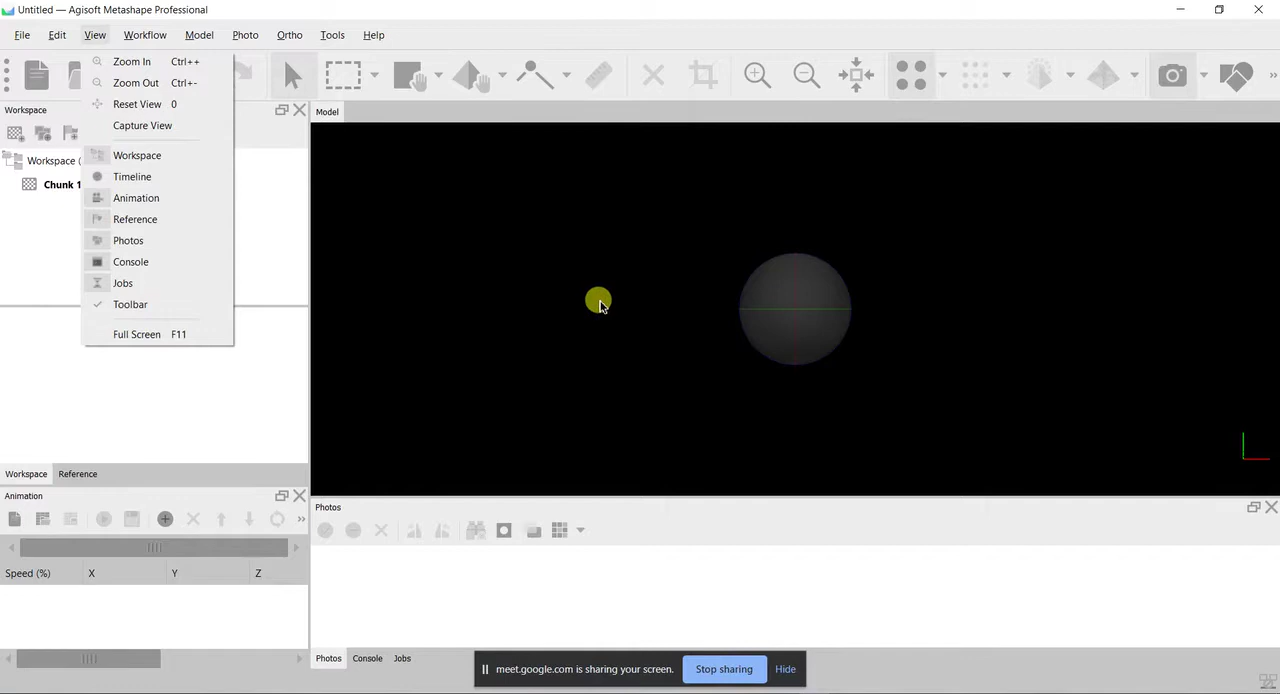 Untitled — Agisoft Metashape Professional
File Edit View Workflow Model Photo Ortho Tools Help
Zoom In Ctrl++
Zoom Out Ctrl+-
Reset View 0
Capture View
Workspace
Timeline
Animation
Reference
Photos
Console
Jobs
Toolbar
Full Screen F11
Workspace
Workspace (
Chunk 1
Workspace Reference
Animation
Speed (%) X Y Z
Model
Photos
Photos Console Jobs
meet.google.com is sharing your screen. Stop sharing Hide